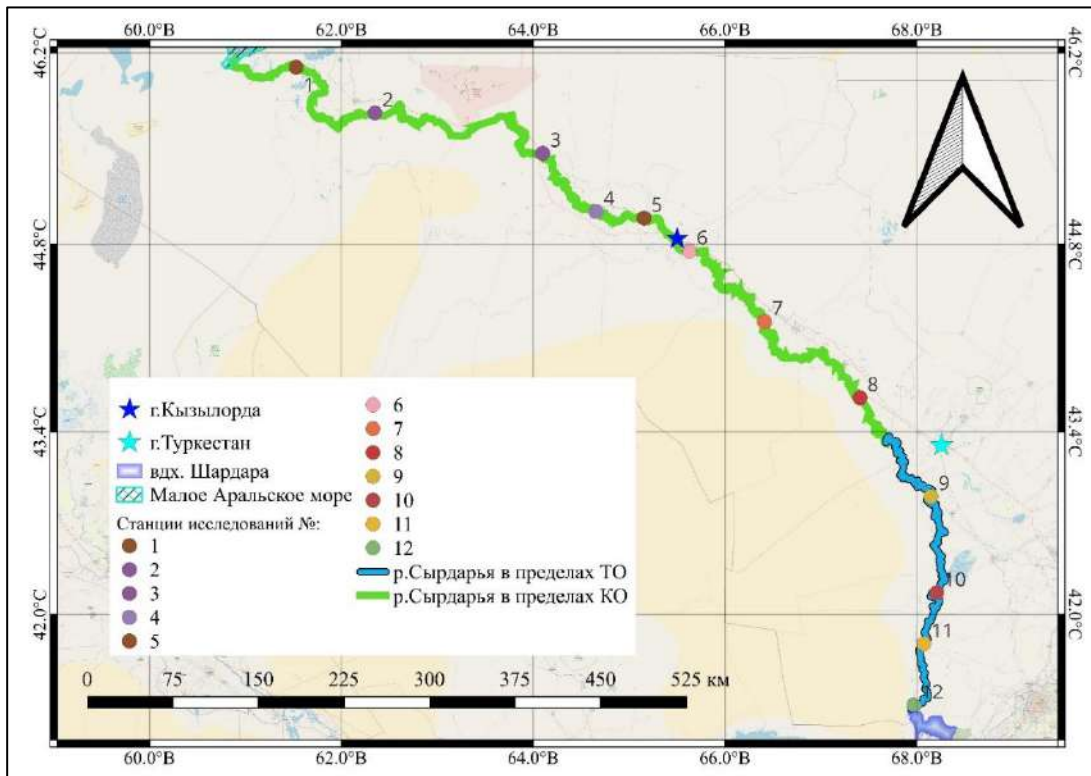 60.0°В 62.0°В 64.0°В 66.0°В 68.0°В
46.2°С 46.2°С
1
2
3
4
5
6
44.8°С 44.8°С
7
8
43.4°С 43.4°С
9
10
42.0°С 42.0°С
11
12
г.Кызылорда
г.Туркестан
вдх. Шардара
Малое Аральское море
Станции исследований №:
1
2
3
4
5
6
7
8
9
10
11
12
р.Сырдарья в пределах ТО
р.Сырдарья в пределах КО
0 75 150 225 300 375 450 525 км
60.0°В 62.0°В 64.0°В 66.0°В 68.0°В